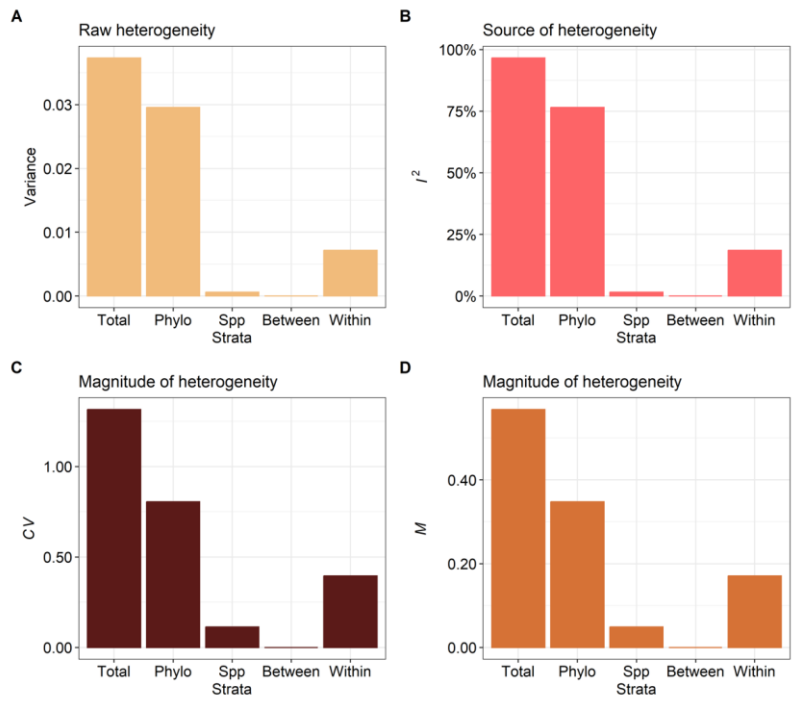 A
Raw heterogeneity
Variance
0.03
0.02
0.01
0.00
Total Phylo Spp Between Within
Strata
B
Source of heterogeneity
I²
100%
75%
50%
25%
0%
Total Phylo Spp Between Within
Strata
C
Magnitude of heterogeneity
CV
1.00
0.50
0.00
Total Phylo Spp Between Within
Strata
D
Magnitude of heterogeneity
M
0.40
0.20
0.00
Total Phylo Spp Between Within
Strata